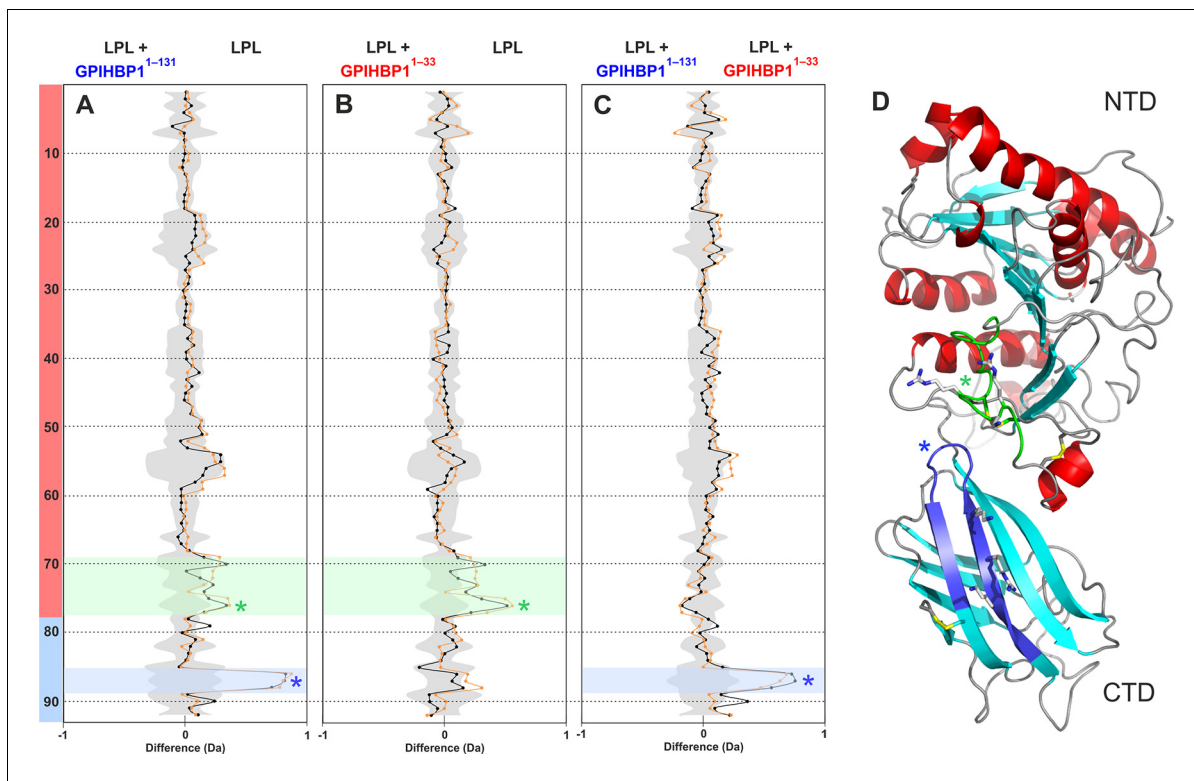 LPL + LPL
GPIHBP1 1–131
LPL + LPL
GPIHBP1 1–33
LPL + LPL +
GPIHBP1 1–131 GPIHBP1 1–33
A
B
C
D
NTD
10
20
30
40
50
60
70
80
90
*
*
*
*
*
*
CTD
-1 0 1
Difference (Da)
-1 0 1
Difference (Da)
-1 0 1
Difference (Da)